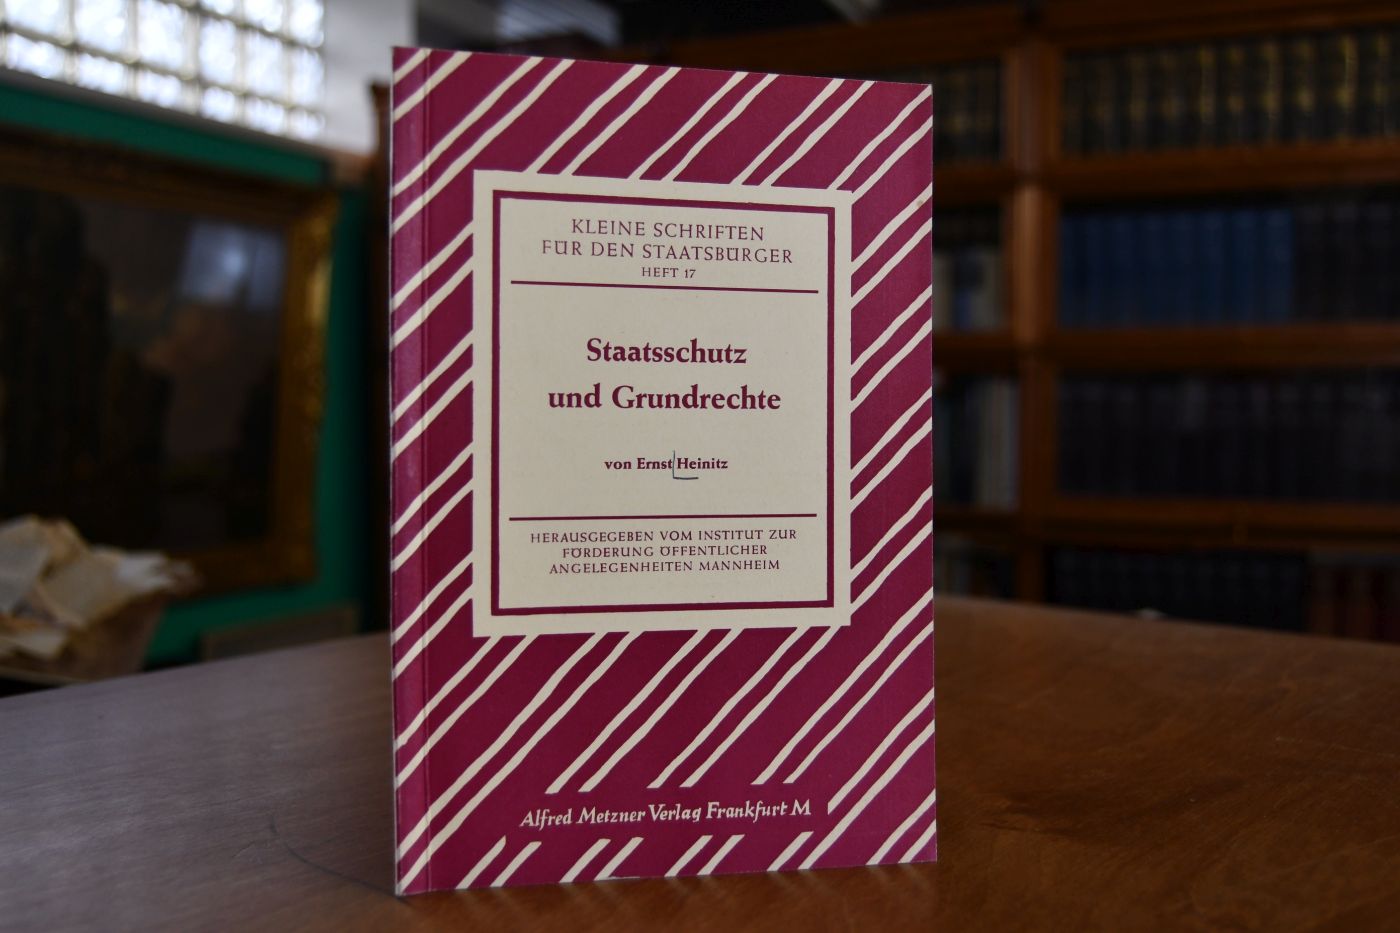 KLEINE SCHRIFTEN
FÜR DEN STAATSBÜRGER
HEFT 17
Staatsschutz
und Grundrechte
von Ernst Heinitz
HERAUSGEGEBEN VOM INSTITUT ZUR
FÖRDERUNG ÖFFENTLICHER
ANGELEGENHEITEN MANNHEIM
Alfred Metzner Verlag Frankfurt M